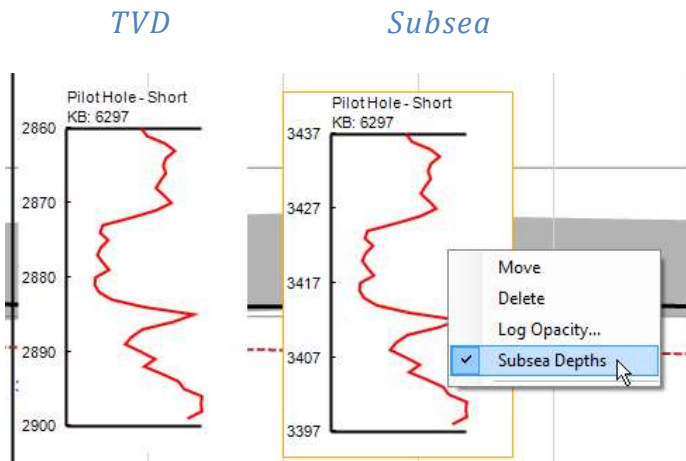 TVD
Subsea
Pilot Hole - Short
KB: 6297
2860
2870
2880
2890
2900
Pilot Hole - Short
KB: 6297
3437
3427
3417
3407
3397
Move
Delete
Log Opacity...
Subsea Depths